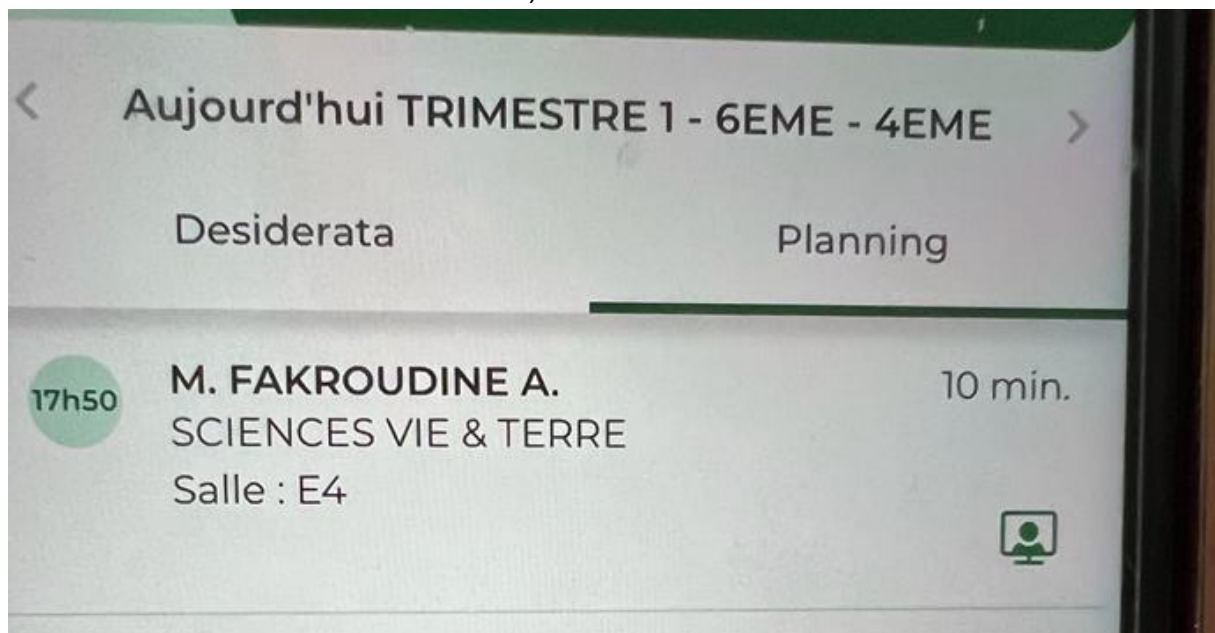 Aujourd'hui TRIMESTRE 1 - 6EME - 4EME
Desiderata
Planning
17h50
M. FAKROUDINE A.
10 min.
SCIENCES VIE & TERRE
Salle : E4